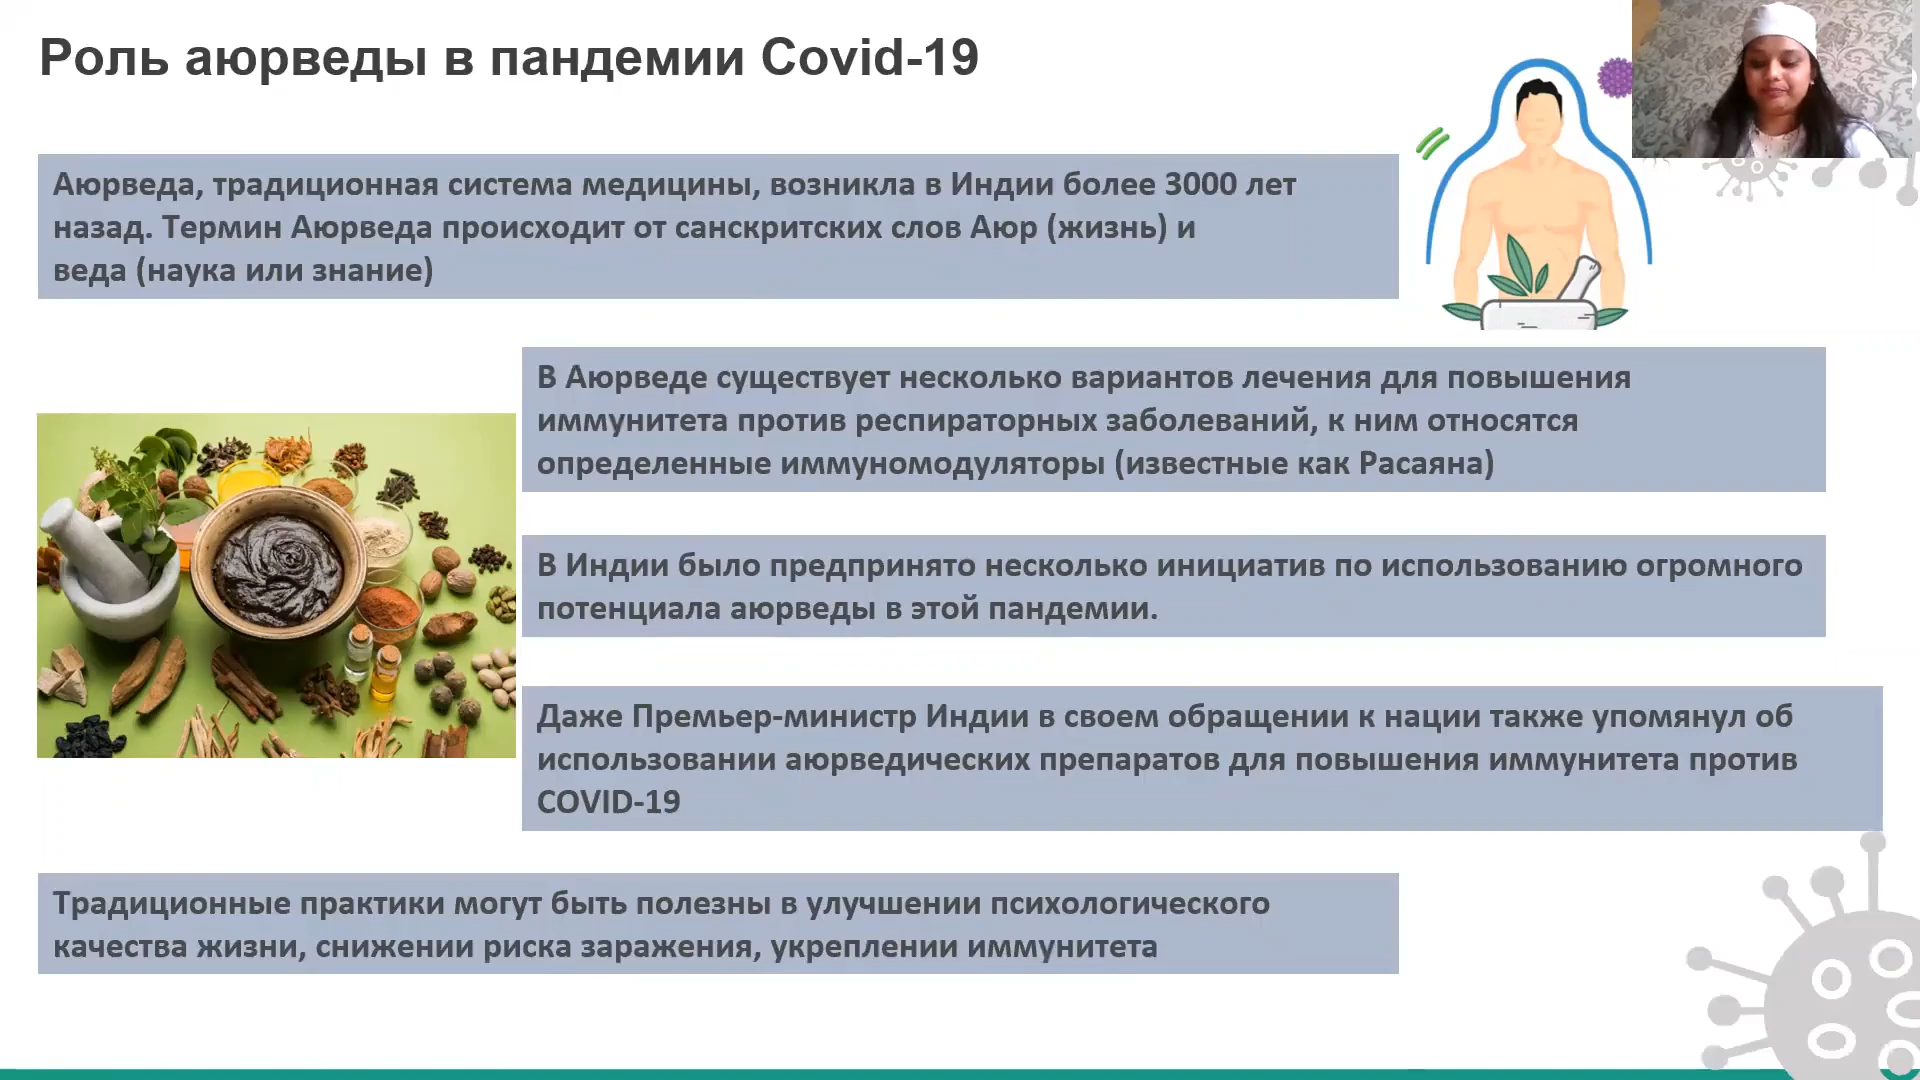 Роль аюрведы в пандемии Covid-19
Аюрведа, традиционная система медицины, возникла в Индии более 3000 лет
назад. Термин Аюрведа происходит от санскритских слов Аюр (жизнь) и
веда (наука или знание)
В Аюрведе существует несколько вариантов лечения для повышения
иммунитета против респираторных заболеваний, к ним относятся
определенные иммуномодуляторы (известные как Расаяна)
В Индии было предпринято несколько инициатив по использованию огромного
потенциала аюрведы в этой пандемии.
Даже Премьер-министр Индии в своем обращении к нации также упомянул об
использовании аюрведических препаратов для повышения иммунитета против
COVID-19
Традиционные практики могут быть полезны в улучшении психологического
качества жизни, снижении риска заражения, укреплении иммунитета